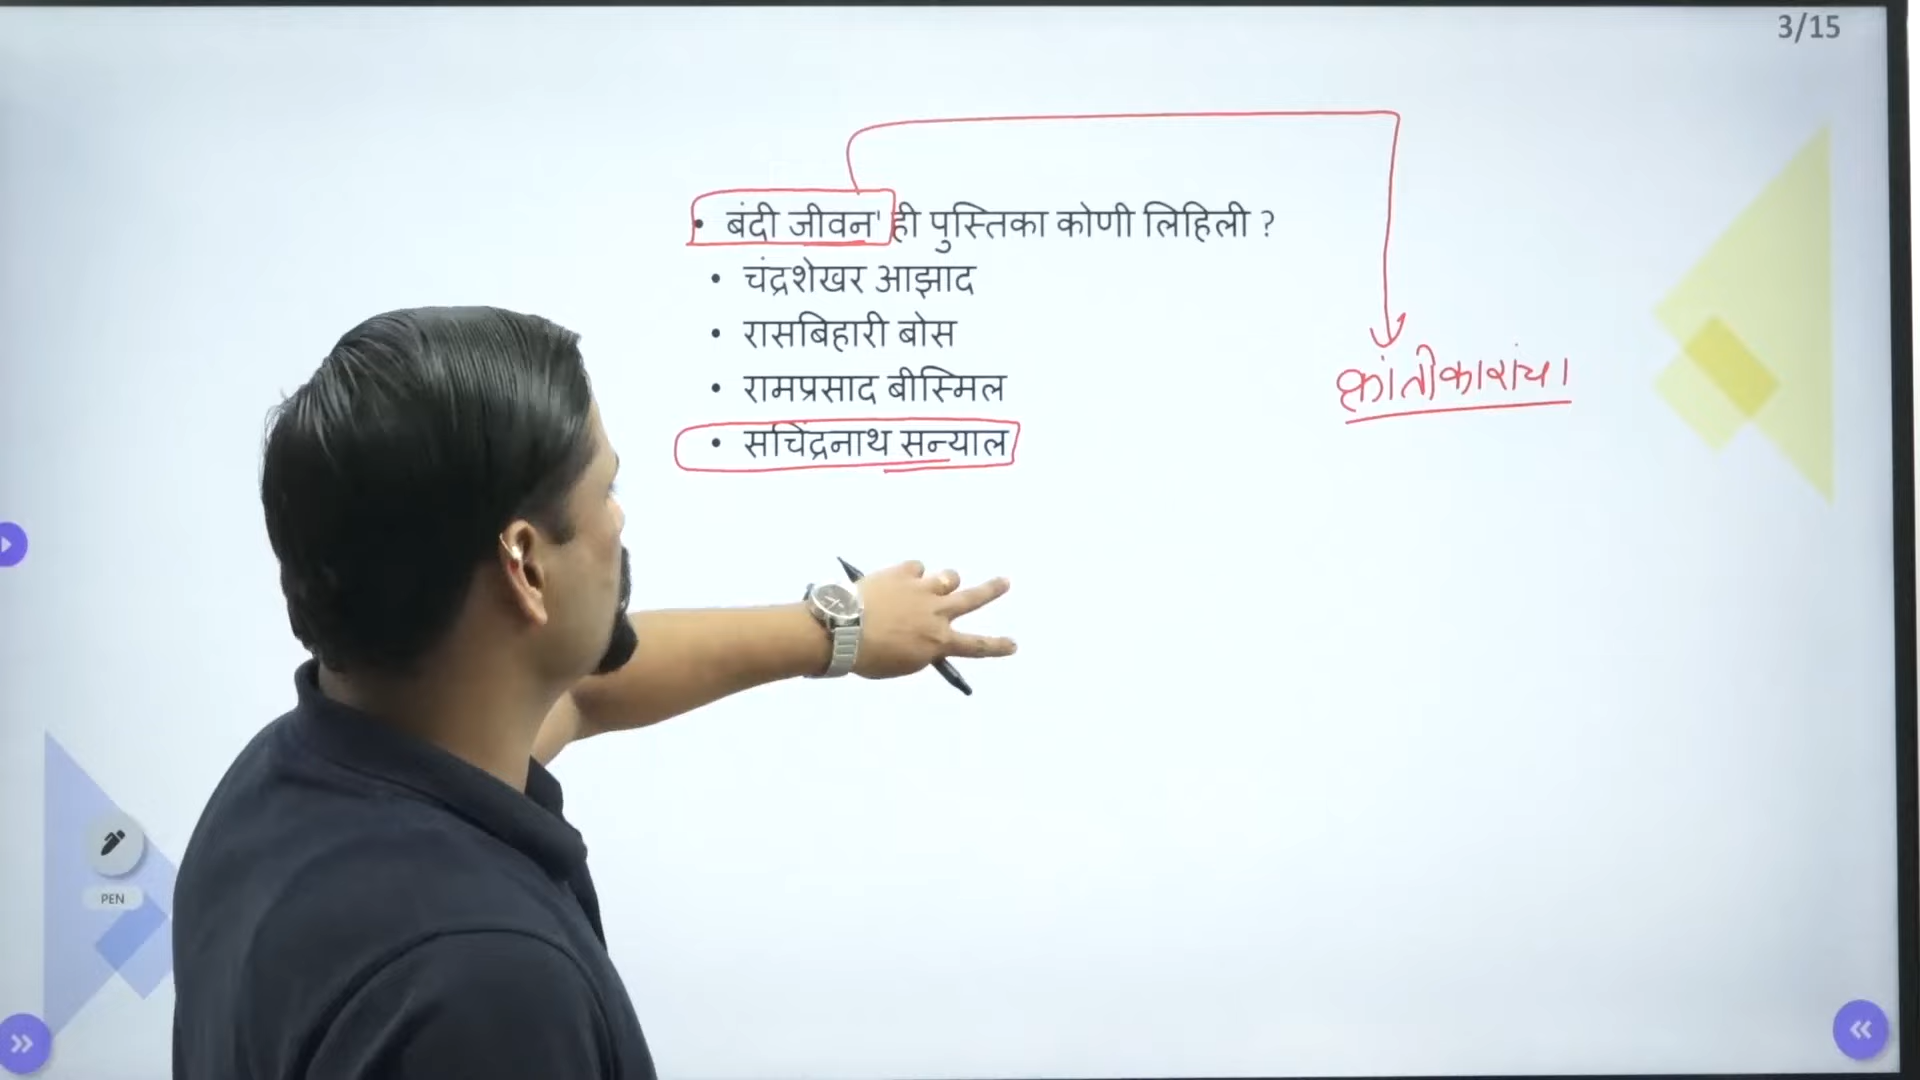 3/15
• बंदी जीवन' ही पुस्तिका कोणी लिहिली ?
• चंद्रशेखर आझाद
• रासबिहारी बोस
• रामप्रसाद बीस्मिल
• सचिंद्रनाथ सन्याल
क्रांतीकारांचा
PEN